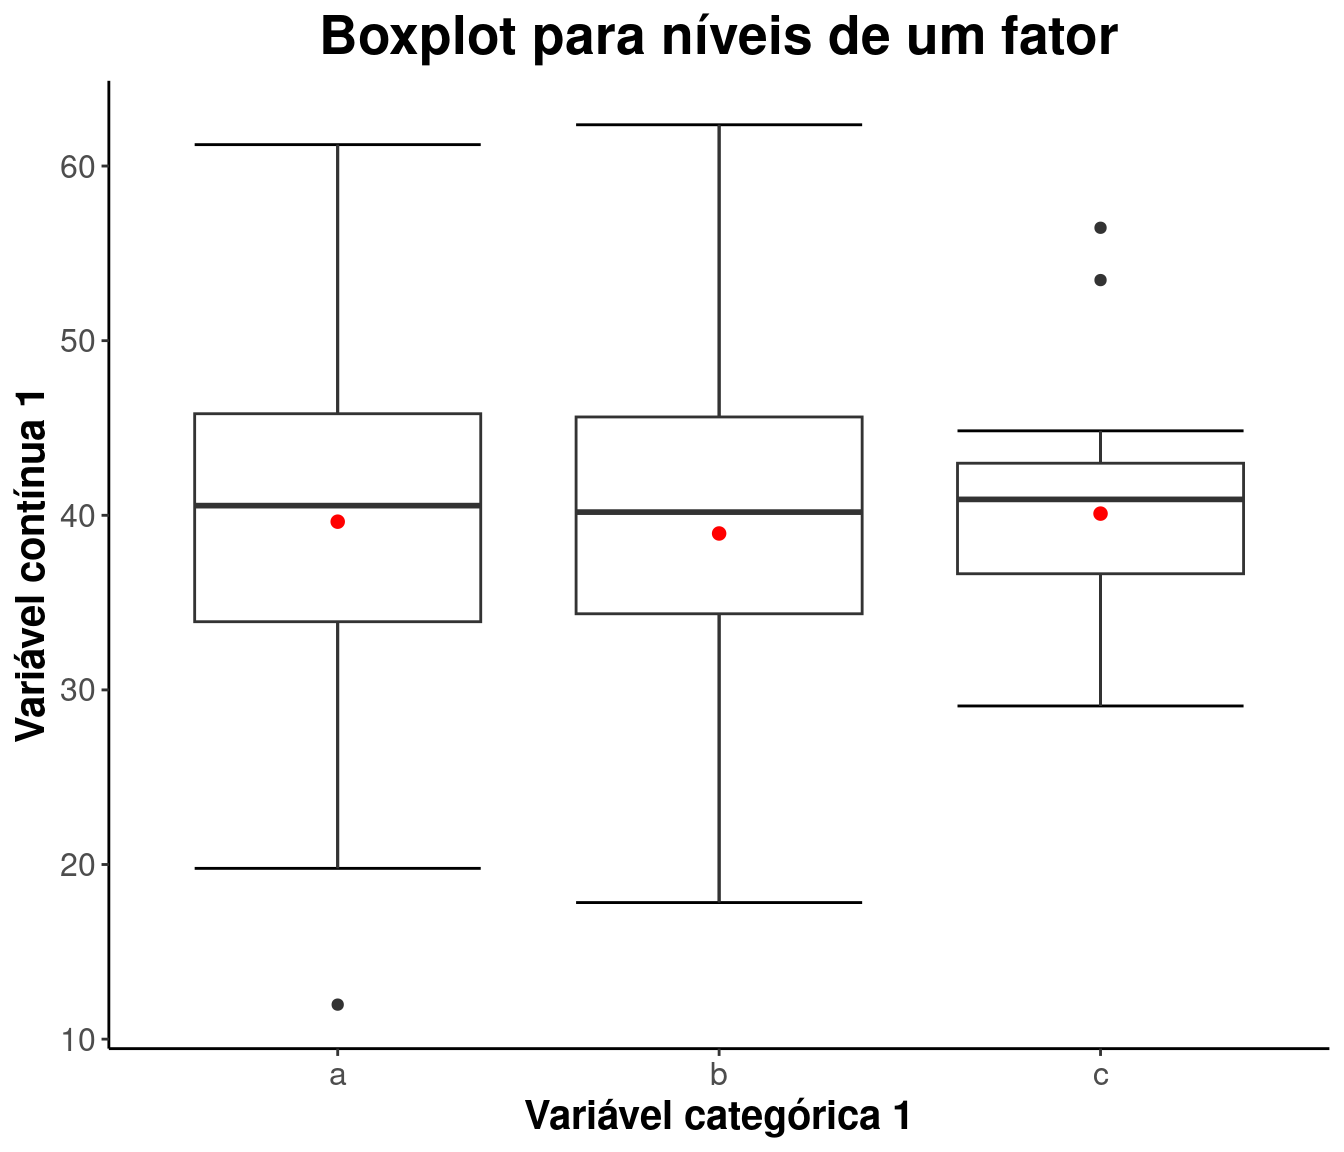 Boxplot para níveis de um fator
Variável contínua 1
60
50
40
30
20
10
a
b
c
Variável categórica 1